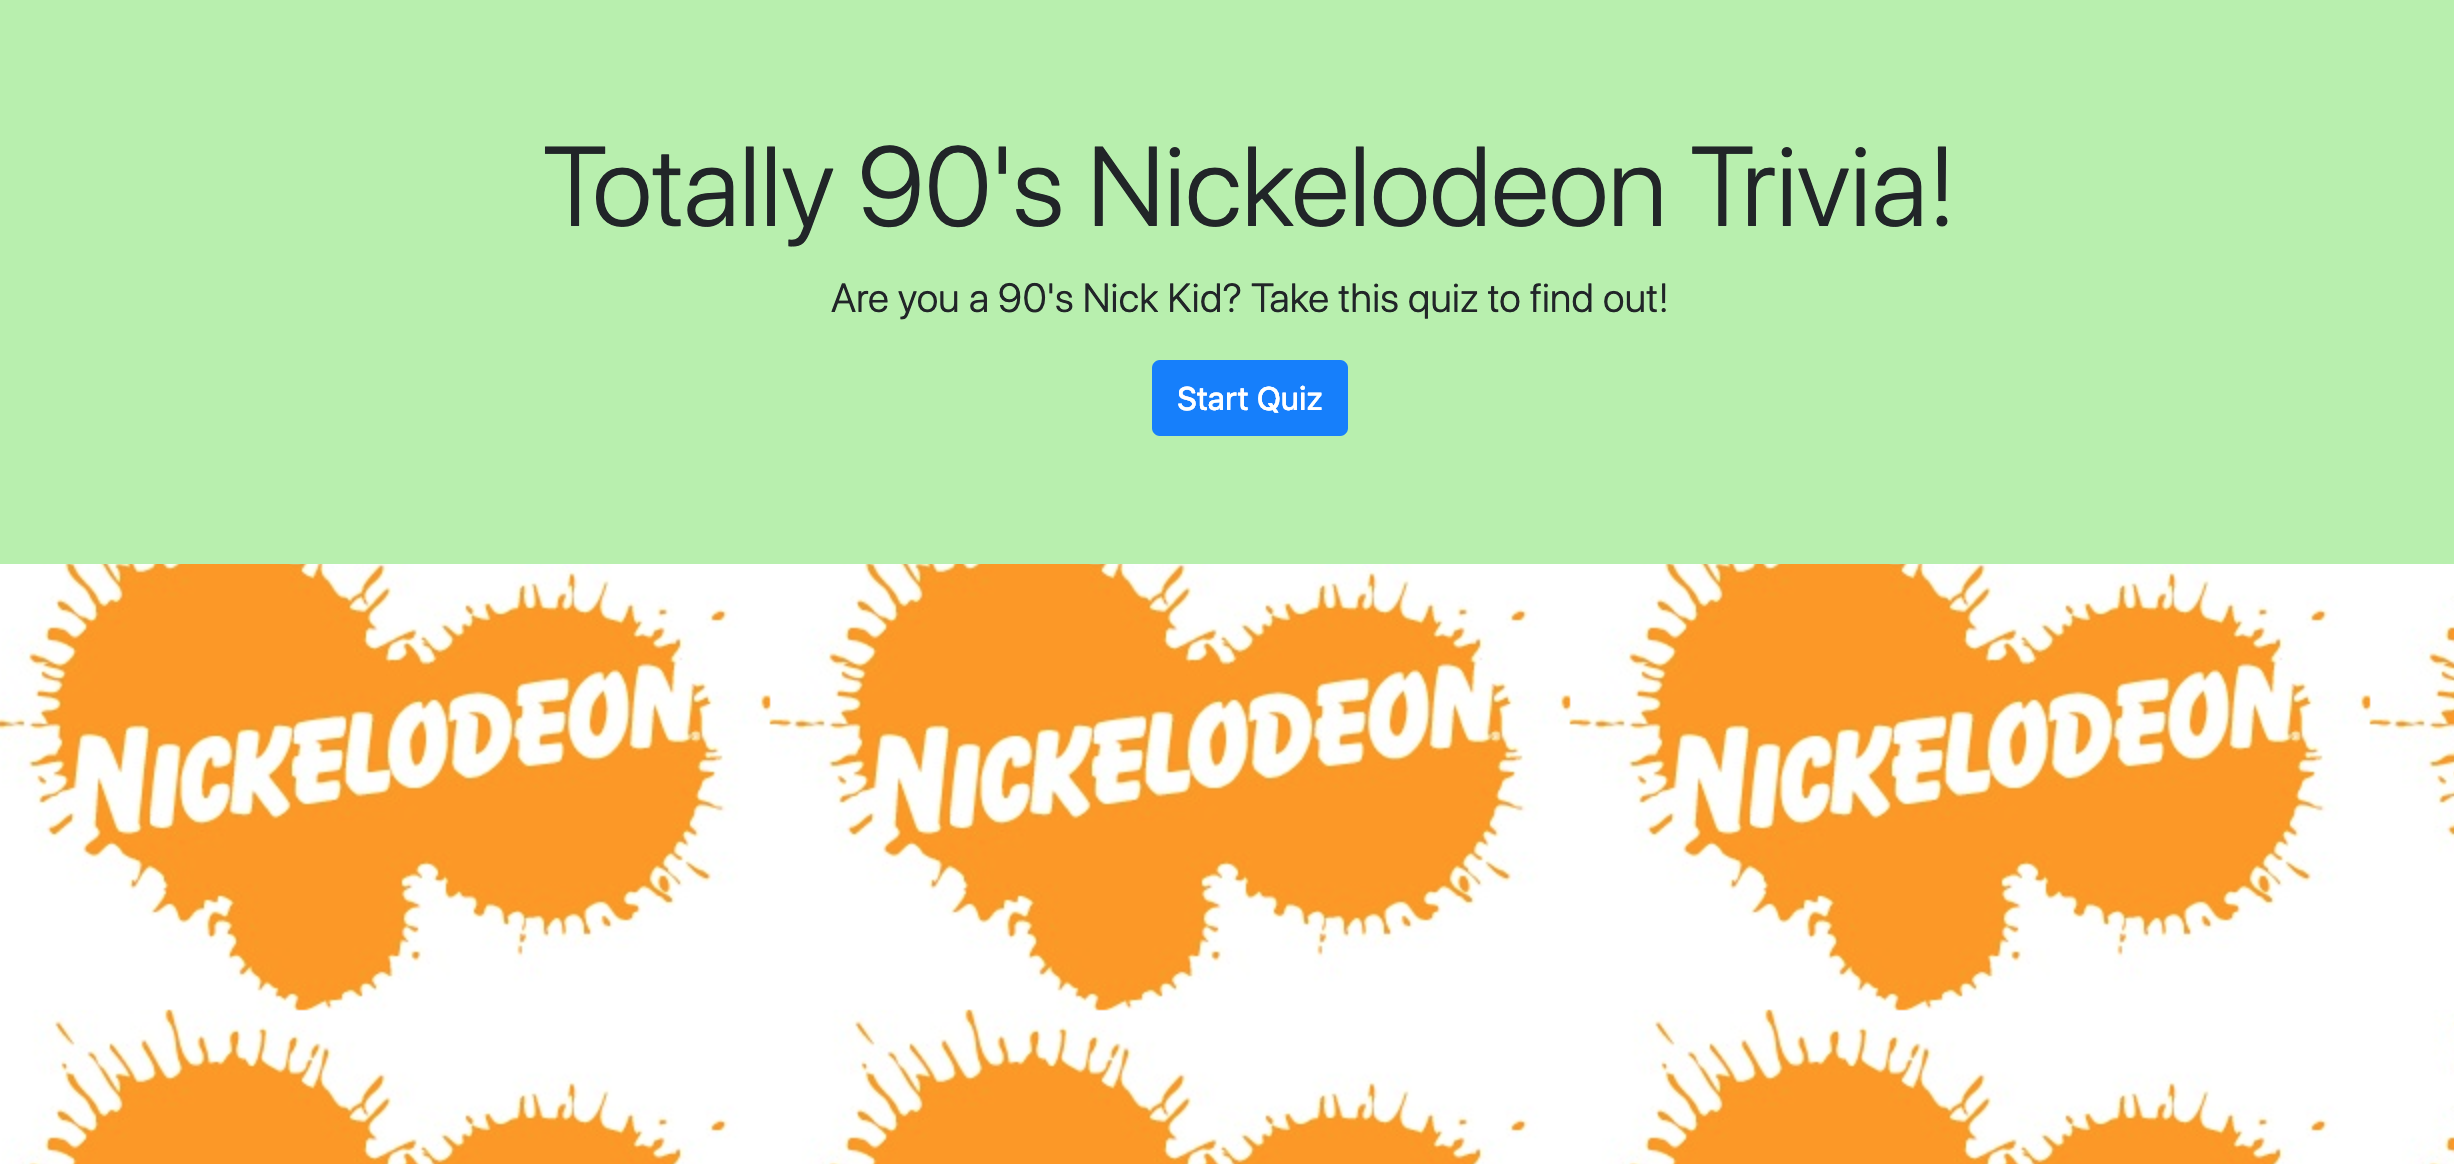 Totally 90's Nickelodeon Trivia!
Are you a 90's Nick Kid? Take this quiz to find out!
Start Quiz
NICKELODEON
NICKELODEON
NICKELODEON